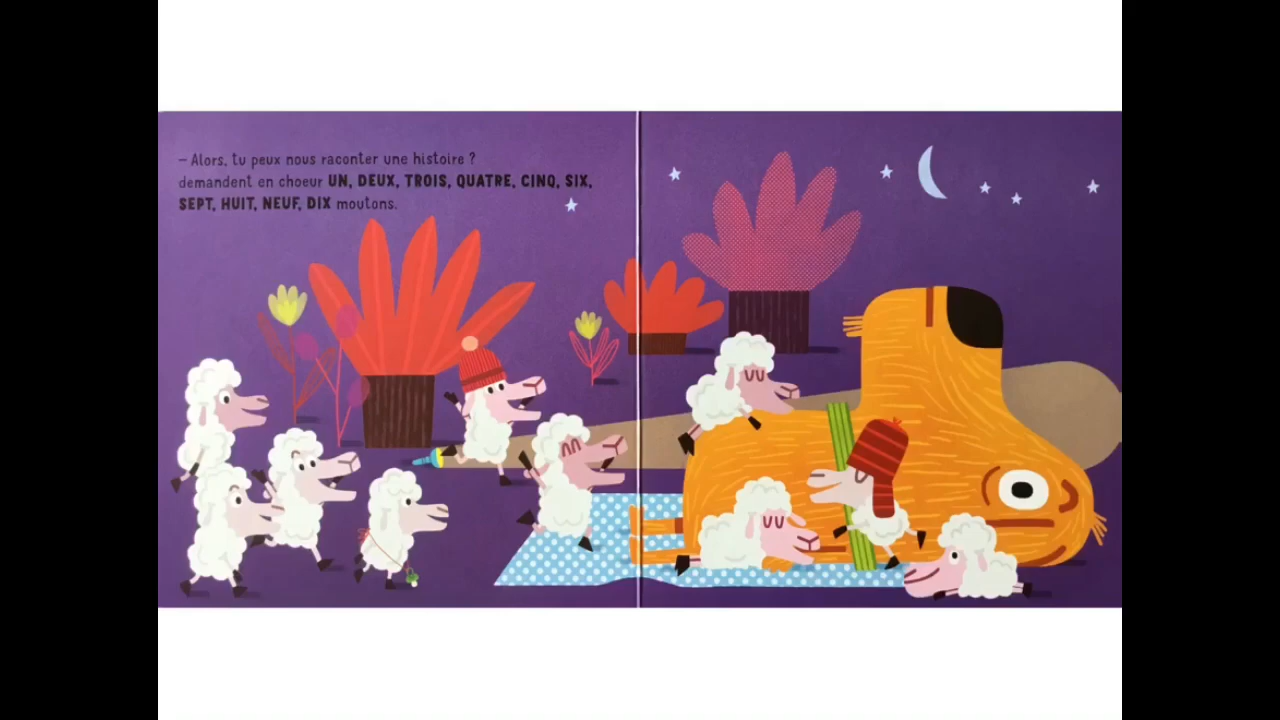 – Alors, tu peux nous raconter une histoire ?
demandent en choeur UN, DEUX, TROIS, QUATRE, CINQ, SIX,
SEPT, HUIT, NEUF, DIX moutons.